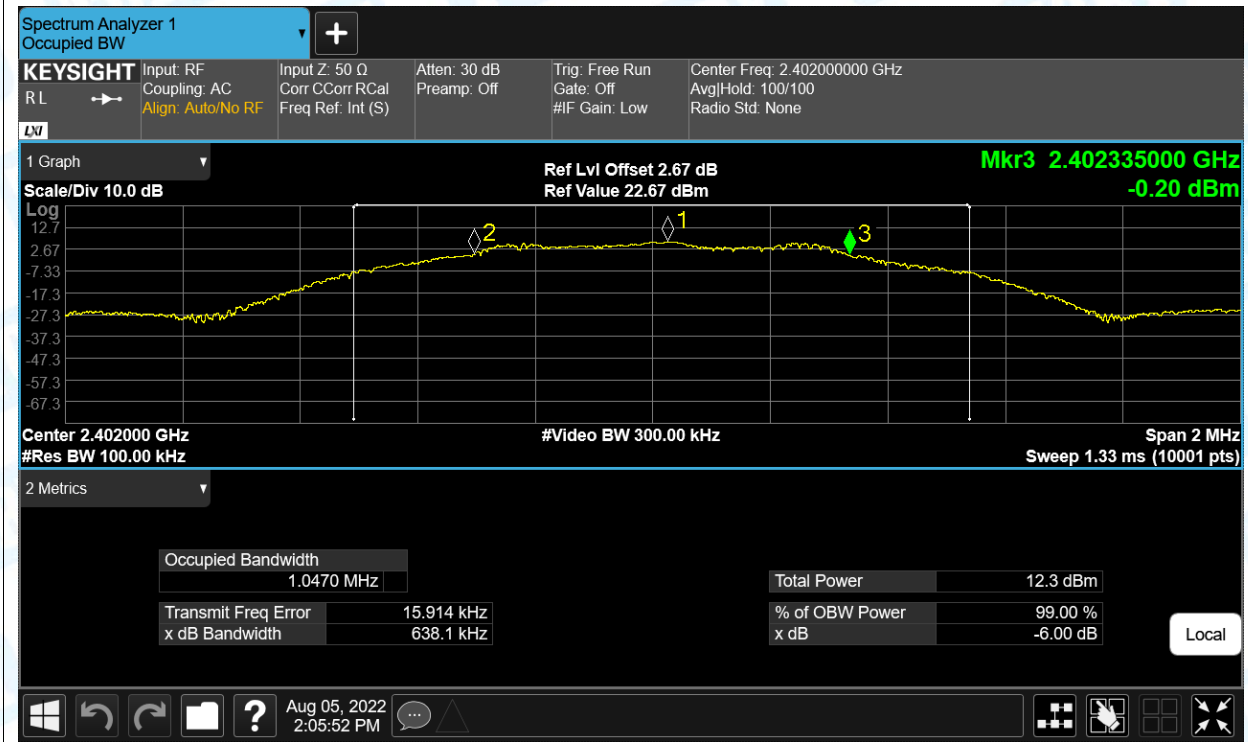 Spectrum Analyzer 1
Occupied BW
KEYSIGHT
R L
LXI
Input: RF
Coupling: AC
Align: Auto/No RF
Input Z: 50 Ω
Corr CCorr RCal
Freq Ref: Int (S)
Atten: 30 dB
Preamp: Off
Trig: Free Run
Gate: Off
#IF Gain: Low
Center Freq: 2.402000000 GHz
Avg|Hold: 100/100
Radio Std: None
1 Graph
Scale/Div 10.0 dB
Ref Lvl Offset 2.67 dB
Ref Value 22.67 dBm
Mkr3 2.402335000 GHz
-0.20 dBm
Log
12.7
2.67
-7.33
-17.3
-27.3
-37.3
-47.3
-57.3
-67.3
2
1
3
Center 2.402000 GHz
#Res BW 100.00 kHz
#Video BW 300.00 kHz
Span 2 MHz
Sweep 1.33 ms (10001 pts)
2 Metrics
Occupied Bandwidth
1.0470 MHz
Transmit Freq Error 15.914 kHz
x dB Bandwidth 638.1 kHz
Total Power 12.3 dBm
% of OBW Power 99.00 %
x dB -6.00 dB
Local
?
Aug 05, 2022
2:05:52 PM